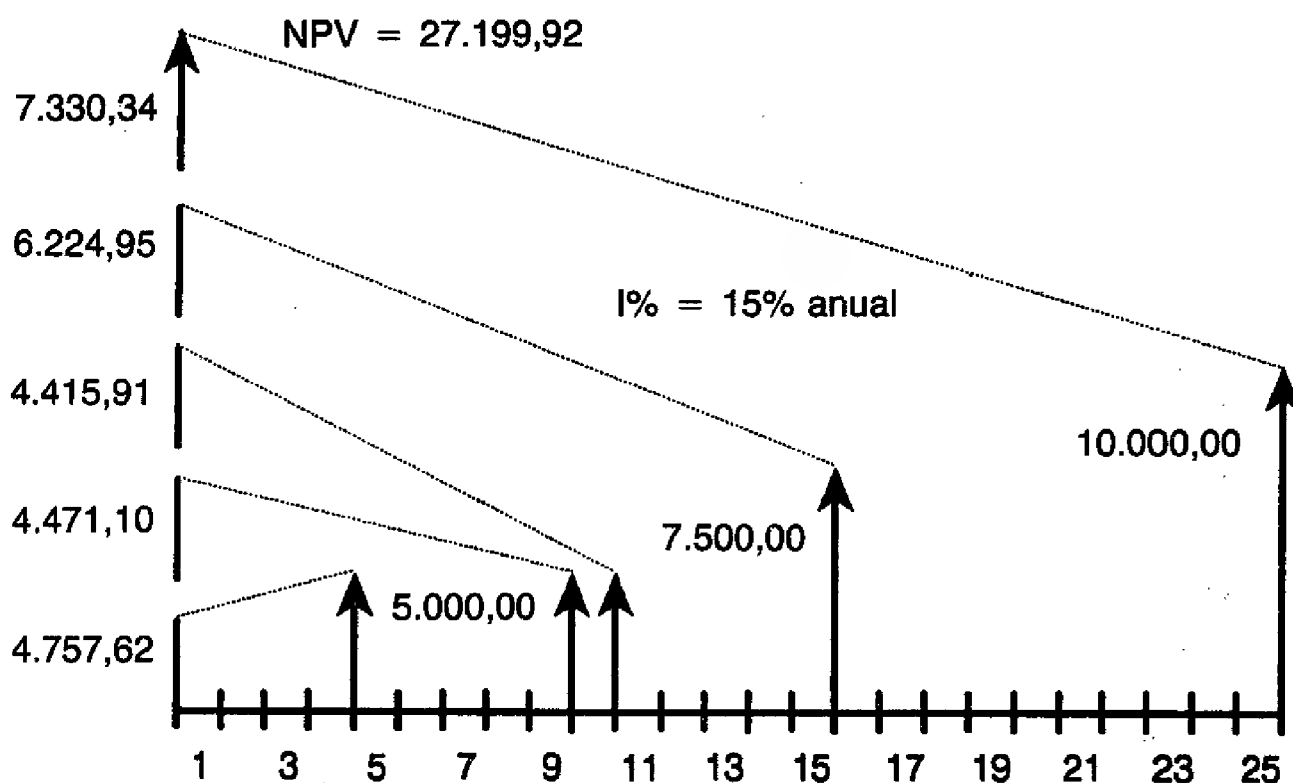 NPV = 27.199,92
7.330,34
6.224,95
I% = 15% anual
4.415,91
10.000,00
4.471,10
7.500,00
5.000,00
4.757,62
1 3 5 7 9 11 13 15 17 19 21 23 25